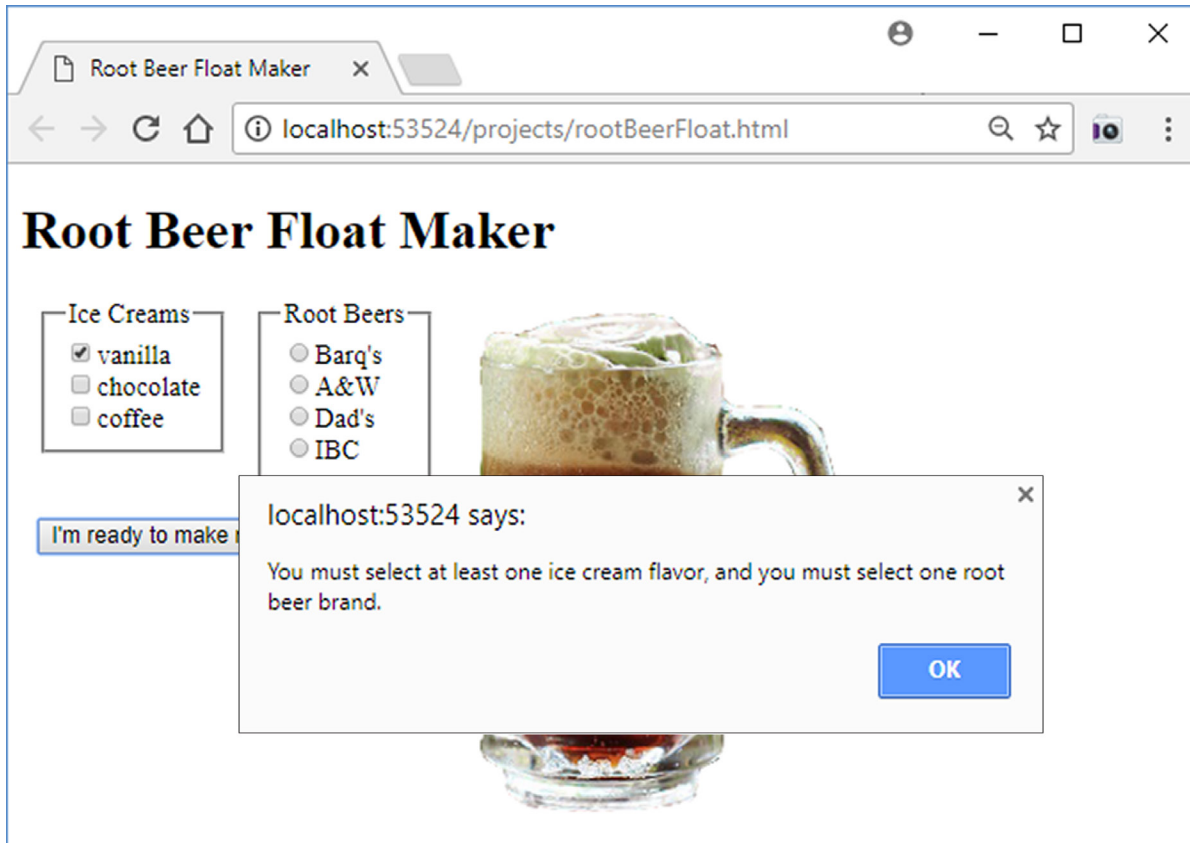 Root Beer Float Maker
localhost:53524/projects/rootBeerFloat.html
Root Beer Float Maker
Ice Creams
vanilla
chocolate
coffee
Root Beers
Barq's
A&W
Dad's
IBC
I'm ready to make
localhost:53524 says:
You must select at least one ice cream flavor, and you must select one root
beer brand.
OK